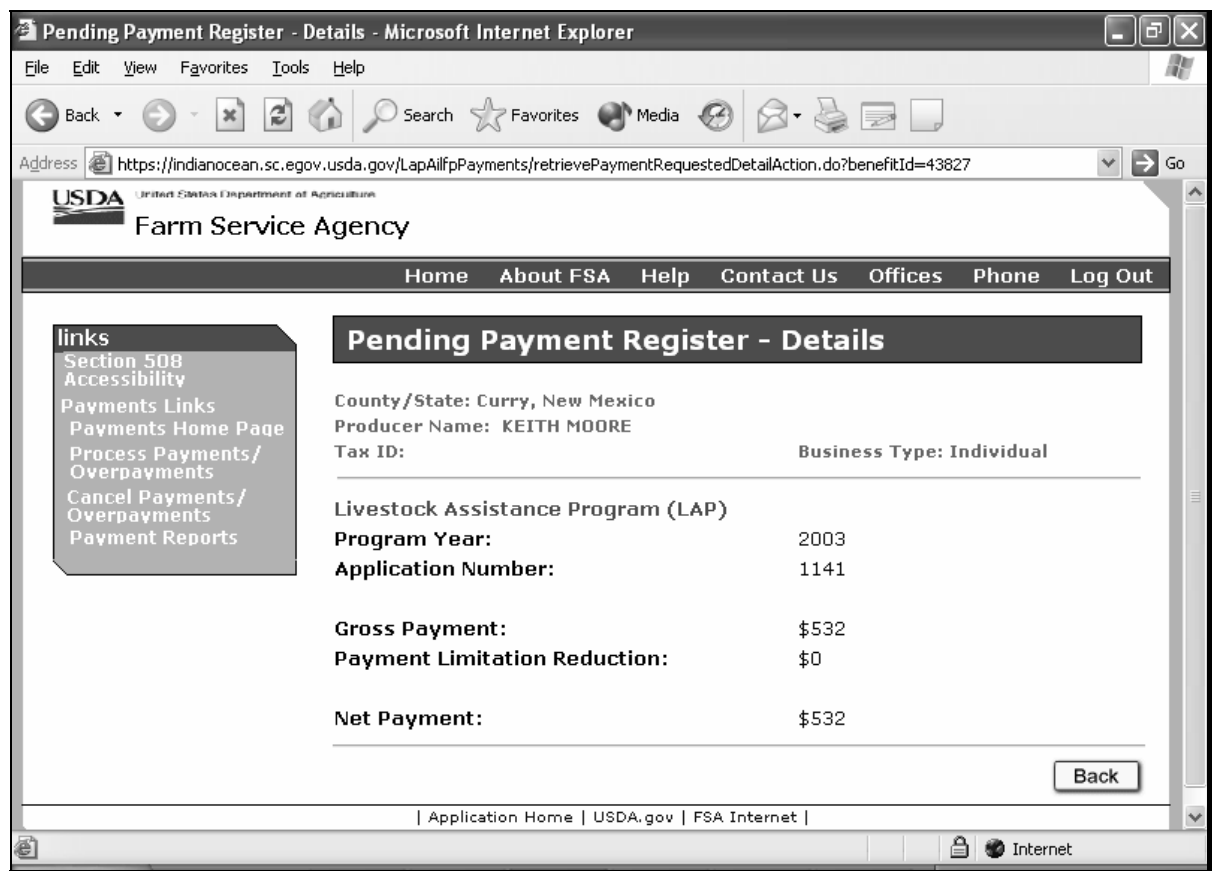 Pending Payment Register - Details - Microsoft Internet Explorer
File Edit View Favorites Tools Help
Back Search Favorites Media
Address https://indianocean.sc.egov.usda.gov/LapAilfpPayments/retrievePaymentRequestedDetailAction.do?benefitId=43827 Go
USDA United States Department of Agriculture
Farm Service Agency
Home About FSA Help Contact Us Offices Phone Log Out
links
Section 508
Accessibility
Payments Links
Payments Home Page
Process Payments/
Overpayments
Cancel Payments/
Overpayments
Payment Reports
Pending Payment Register - Details
County/State: Curry, New Mexico
Producer Name: KEITH MOORE
Tax ID: Business Type: Individual
Livestock Assistance Program (LAP)
Program Year: 2003
Application Number: 1141
Gross Payment: $532
Payment Limitation Reduction: $0
Net Payment: $532
Back
| Application Home | USDA.gov | FSA Internet |
Internet